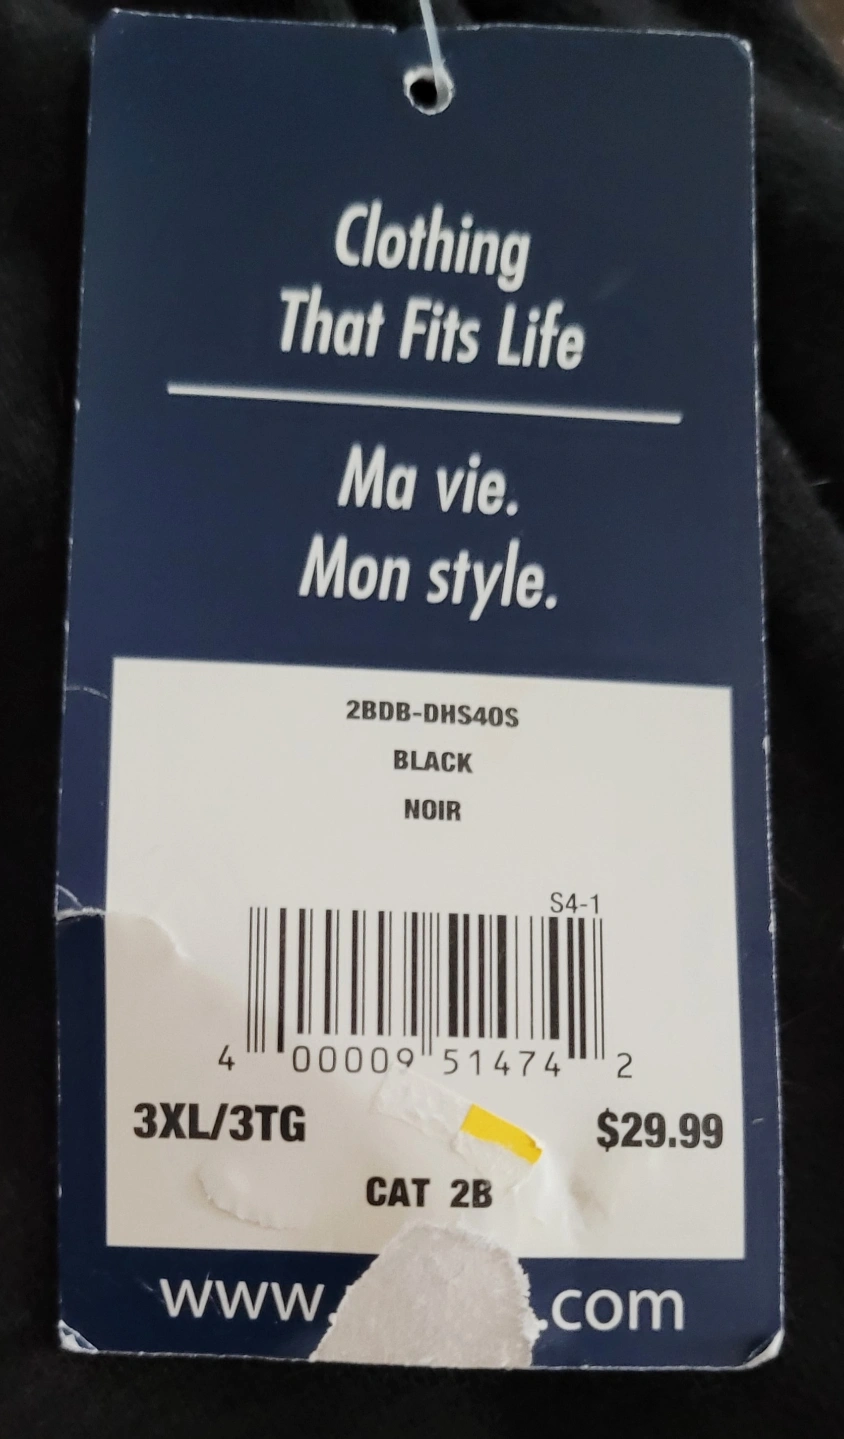 Clothing
That Fits Life
Ma vie.
Mon style.
2BDB-DHS40S
BLACK
NOIR
S4-1
4 00009 51474 2
3XL/3TG $29.99
CAT 2B
www. .com